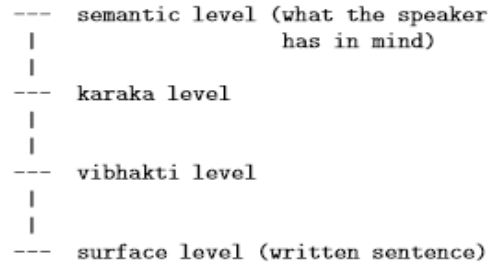 --- semantic level (what the speaker
has in mind)
--- karaka level
--- vibhakti level
--- surface level (written sentence)